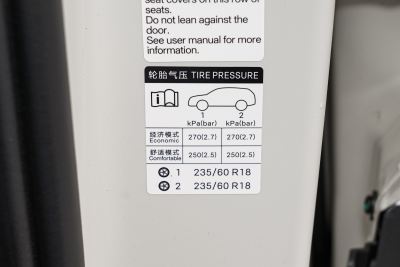 seat covers on this row of
seats.
Do not lean against the
door.
See user manual for more
information.
轮胎气压 TIRE PRESSURE
1 2
kPa(bar) kPa(bar)
经济模式 270(2.7) 270(2.7)
Economic
舒适模式 250(2.5) 250(2.5)
Comfortable
1 235/60 R18
2 235/60 R18